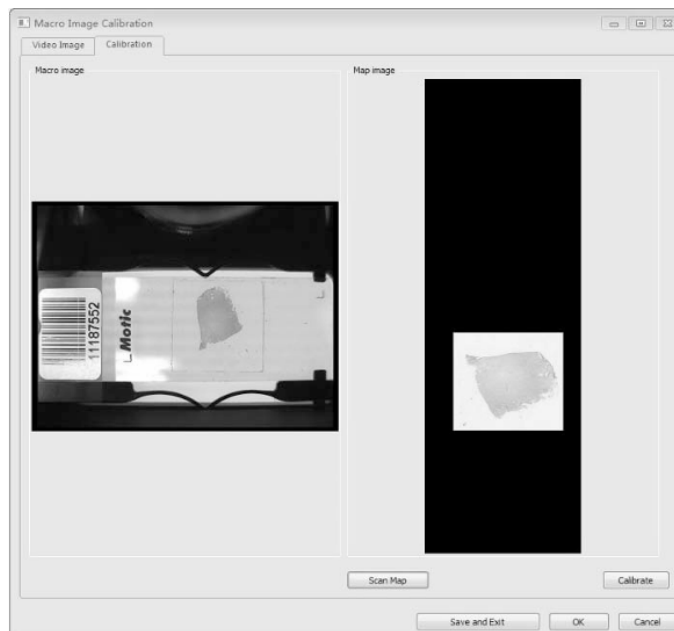 Macro Image Calibration
Video Image
Calibration
Macro image
Map image
11187552
Motic
Scan Map
Calibrate
Save and Exit
OK
Cancel